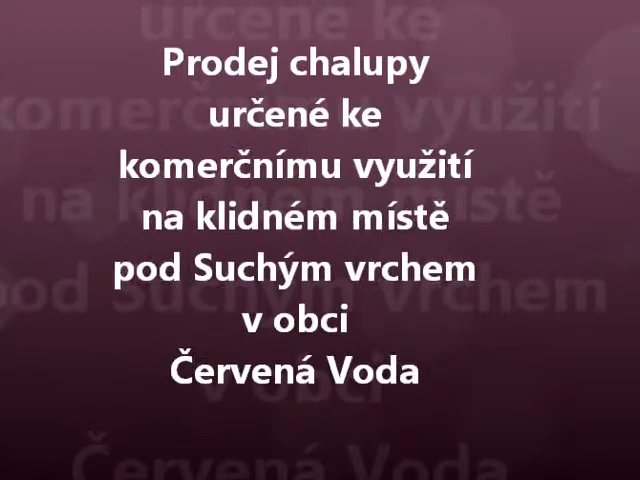 Prodej chalupy
určené ke
komerčnímu využití
na klidném místě
pod Suchým vrchem
v obci
Červená Voda